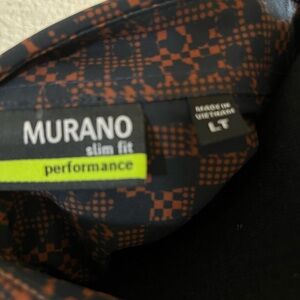 MURANO
slim fit
performance
MADE IN
VIETNAM
LT